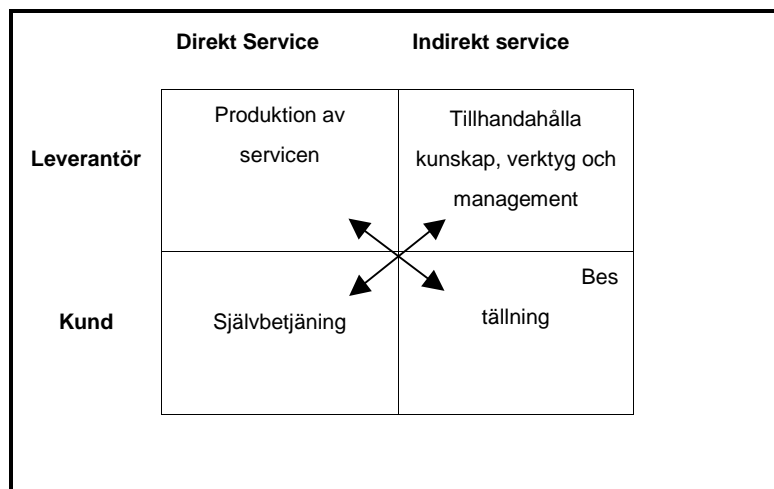 Direkt Service Indirekt service
Leverantör
Produktion av
servicen
Tillhandahålla
kunskap, verktyg och
management
Kund
Självbetjäning
Bes
tällning